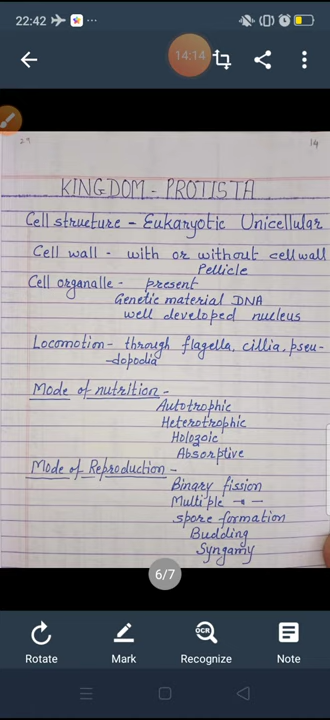 22:42
14:14
29
14
KINGDOM - PROTISTA
Cell structure - Eukaryotic Unicellular
Cell wall - with or without cell wall
Pellicle
Cell organalle - present
Genetic material DNA
well developed nucleus
Locomotion - through flagella, cillia, pseu-
-dopodia
Mode of nutrition -
Autotrophic
Heterotrophic
Holozoic
Absorptive
Mode of Reproduction -
Binary fission
Multiple -"-
spore formation
Budding
Syngamy
6/7
OCR
Rotate Mark Recognize Note